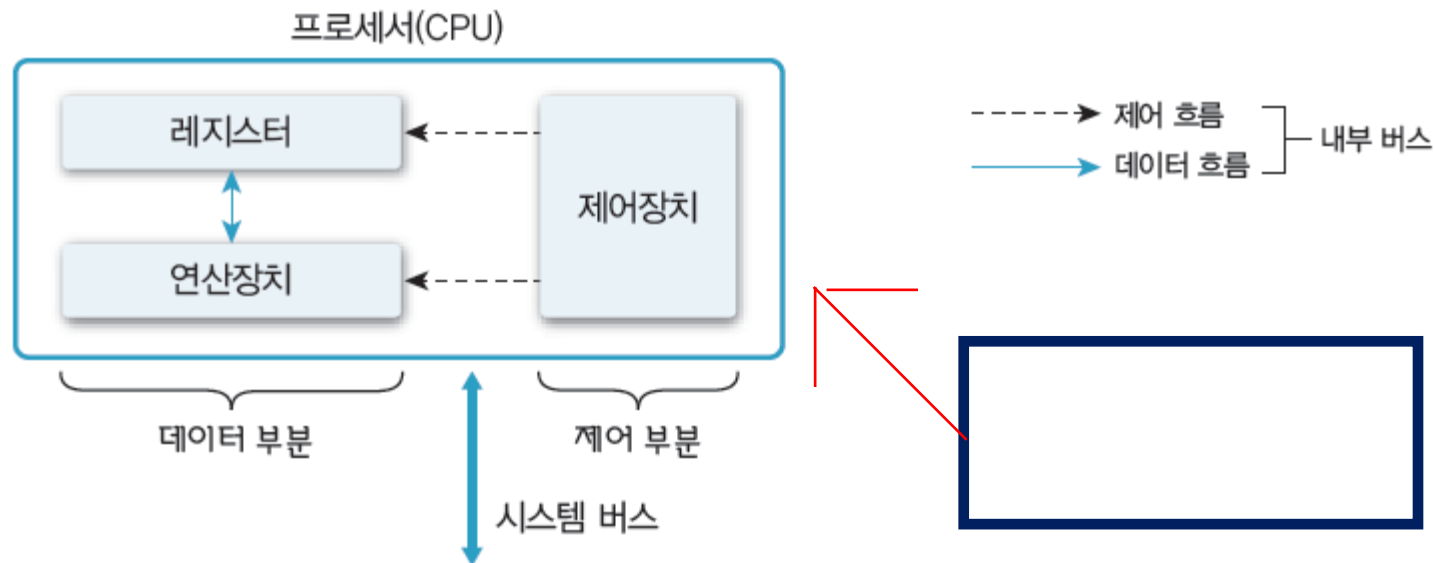 프로세서(CPU)
레지스터
연산장치
제어장치
제어 흐름
데이터 흐름
내부 버스
데이터 부분
제어 부분
시스템 버스